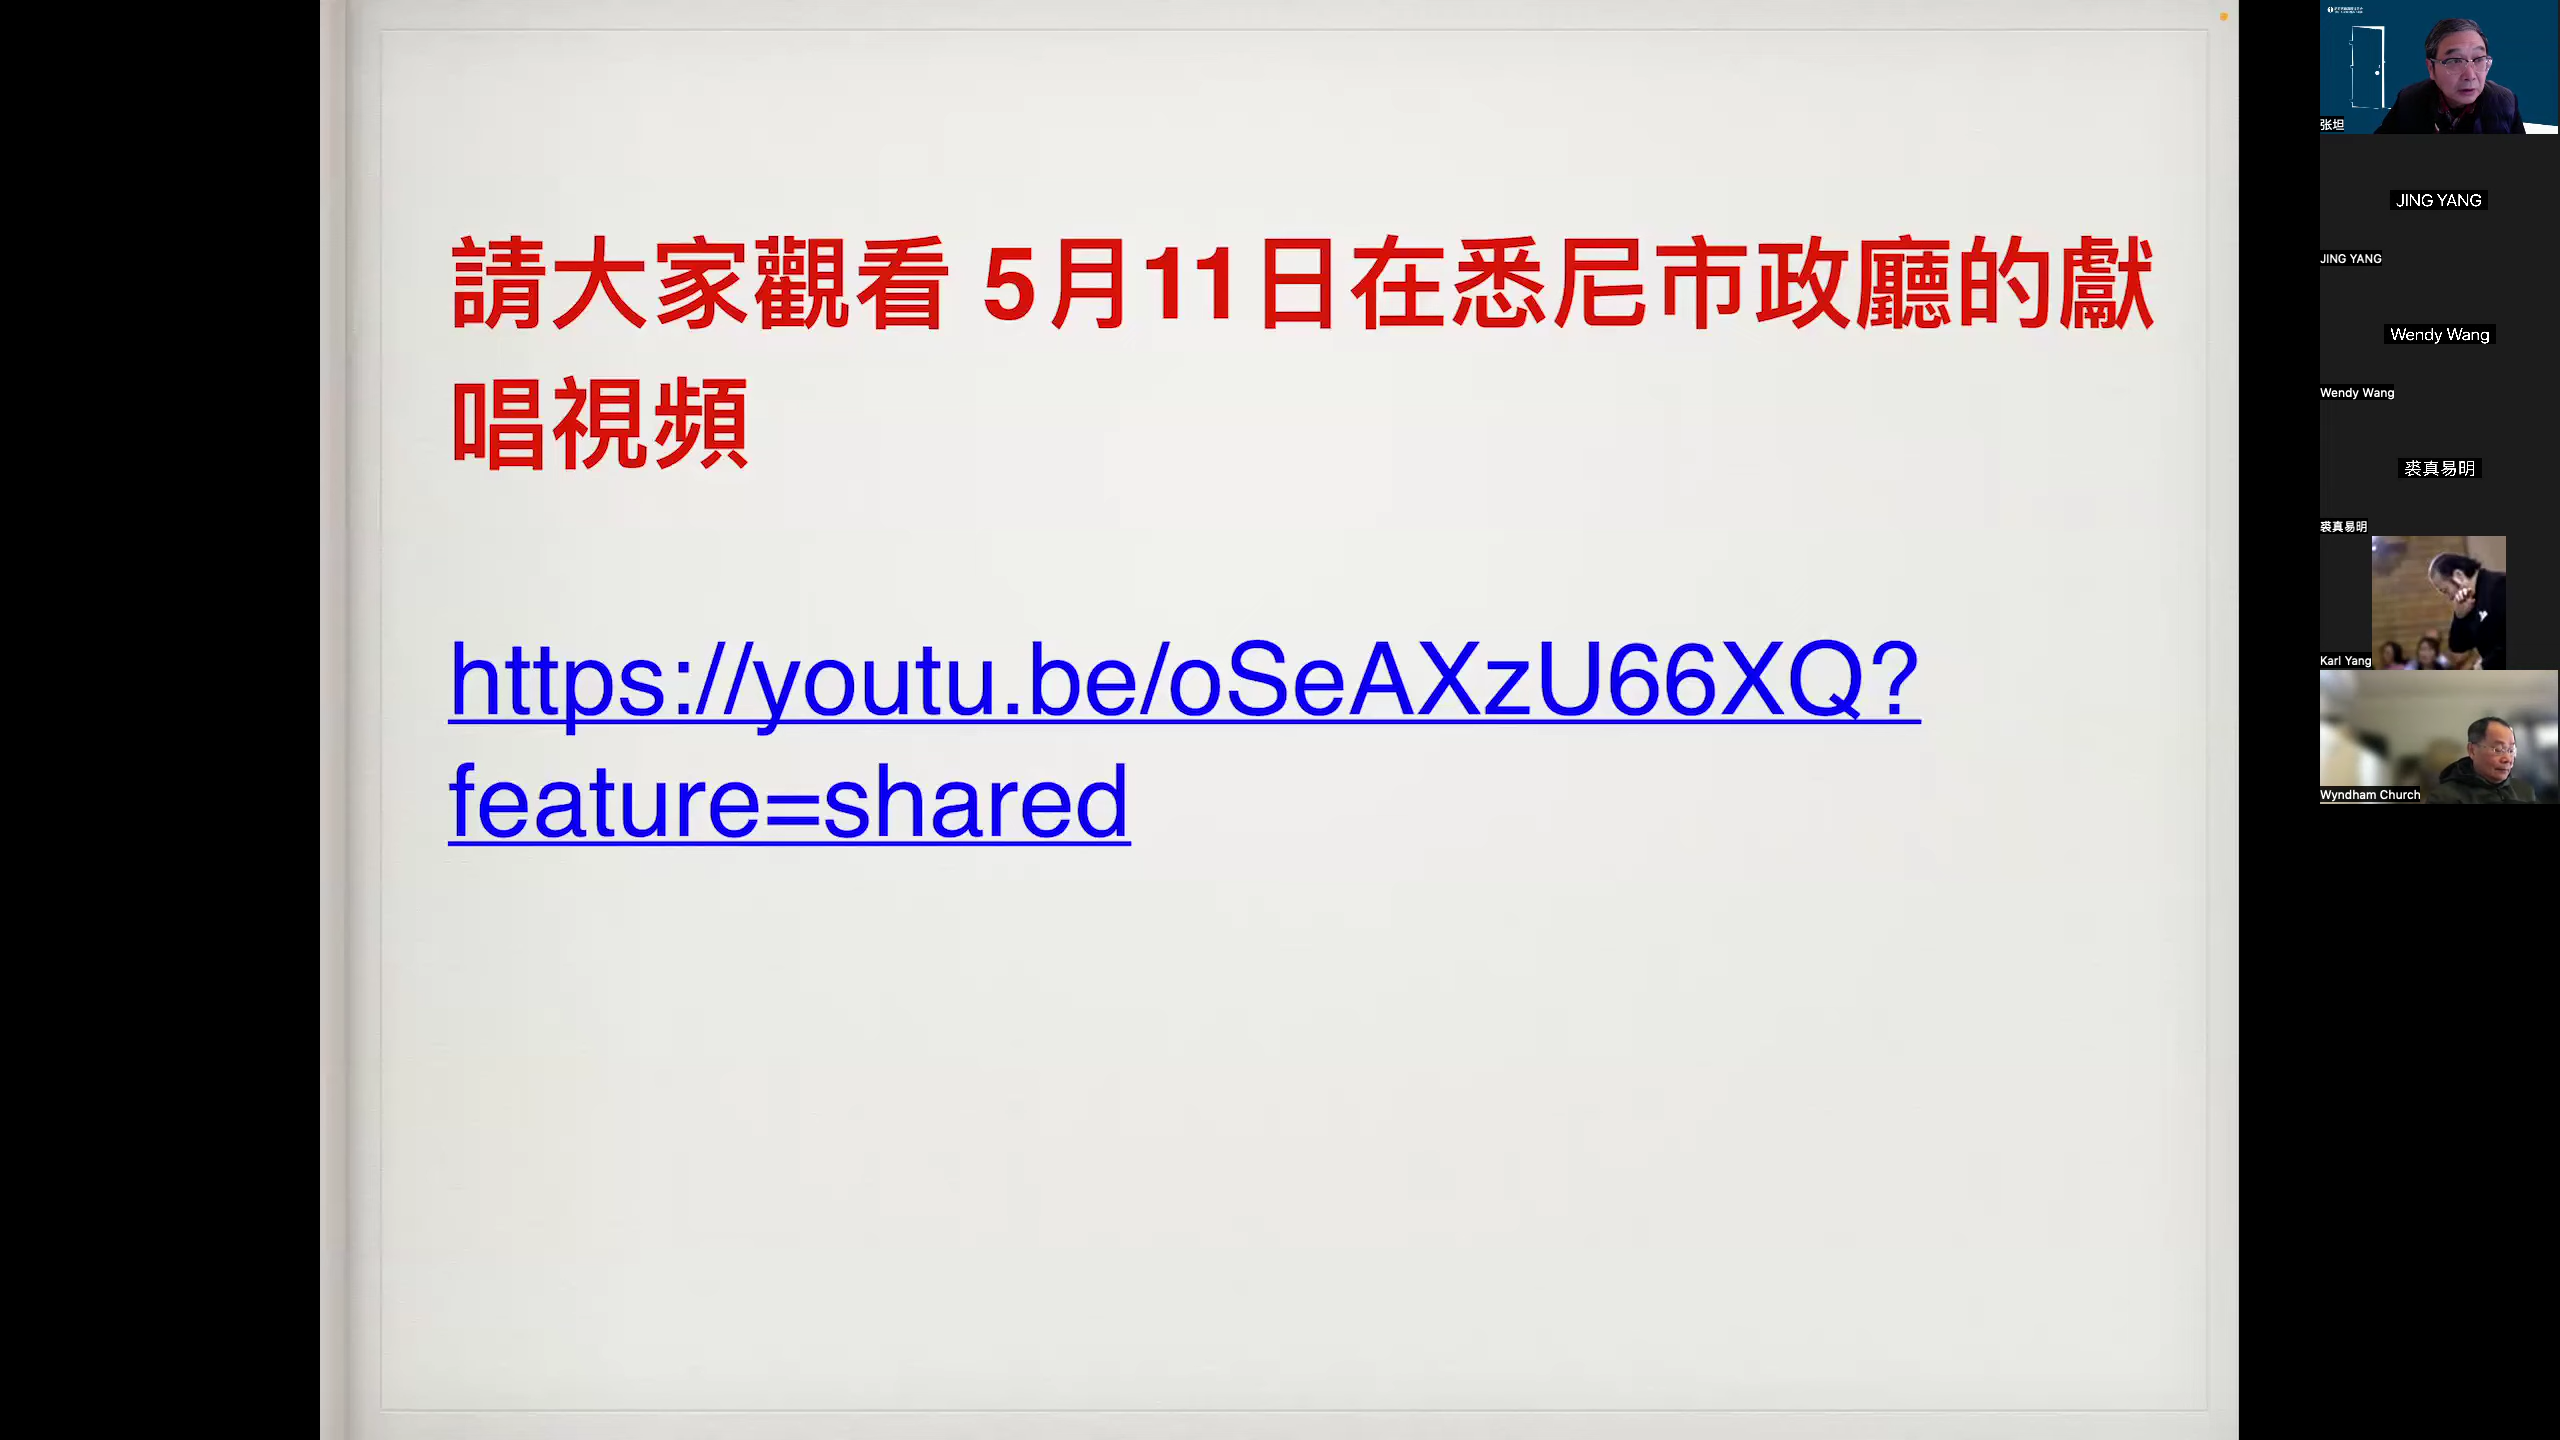 請大家觀看 5月11日在悉尼市政廳的獻
唱視頻
https://youtu.be/oSeAXzU66XQ?
feature=shared
张坦
JING YANG
JING YANG
Wendy Wang
Wendy Wang
裘真易明
裘真易明
Karl Yang
Wyndham Church